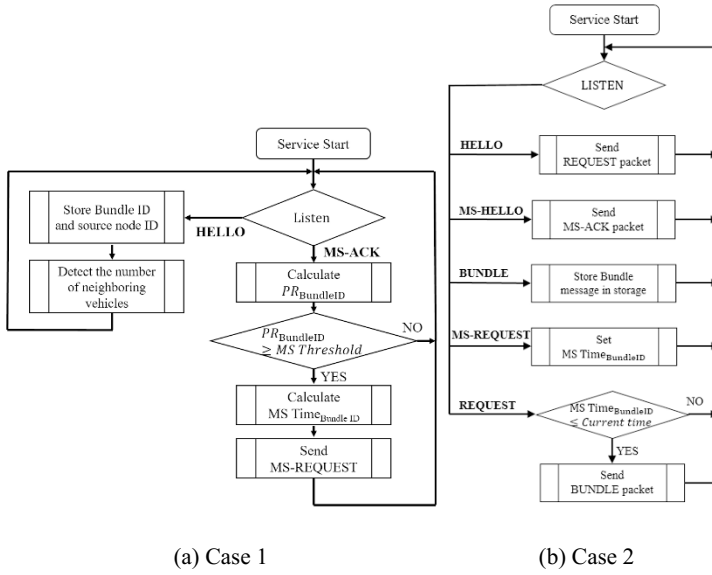 Service Start
Listen
HELLO
Store Bundle ID
and source node ID
Detect the number
of neighboring
vehicles
MS-ACK
Calculate
PR_BundleID
PR_BundleID
≥ MS Threshold
NO
YES
Calculate
MS Time_Bundle ID
Send
MS-REQUEST
(a) Case 1
Service Start
LISTEN
HELLO
Send
REQUEST packet
MS-HELLO
Send
MS-ACK packet
BUNDLE
Store Bundle
message in storage
MS-REQUEST
Set
MS Time_BundleID
REQUEST
MS Time_BundleID
≤ Current time
NO
YES
Send
BUNDLE packet
(b) Case 2